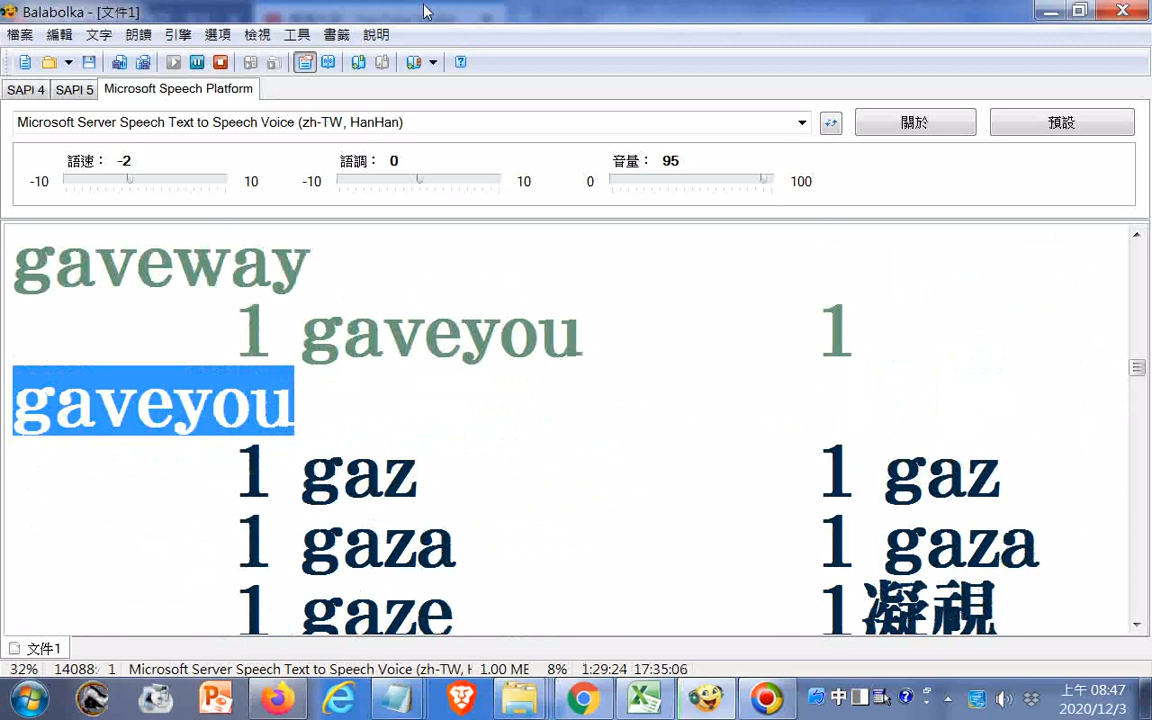 Balabolka - [文件1]
檔案 編輯 文字 朗讀 引擎 選項 檢視 工具 書籤 說明
SAPI 4 SAPI 5 Microsoft Speech Platform
Microsoft Server Speech Text to Speech Voice (zh-TW, HanHan) 關於 預設
語速： -2 語調： 0 音量： 95
-10 10 -10 10 0 100
gaveway
1 gaveyou 1
gaveyou
1 gaz 1 gaz
1 gaza 1 gaza
1 gaze 1凝視
文件1
32% 14088 1 Microsoft Server Speech Text to Speech Voice (zh-TW, 1.00 ME 8% 1:29:24 17:35:06
中 上午 08:47
2020/12/3